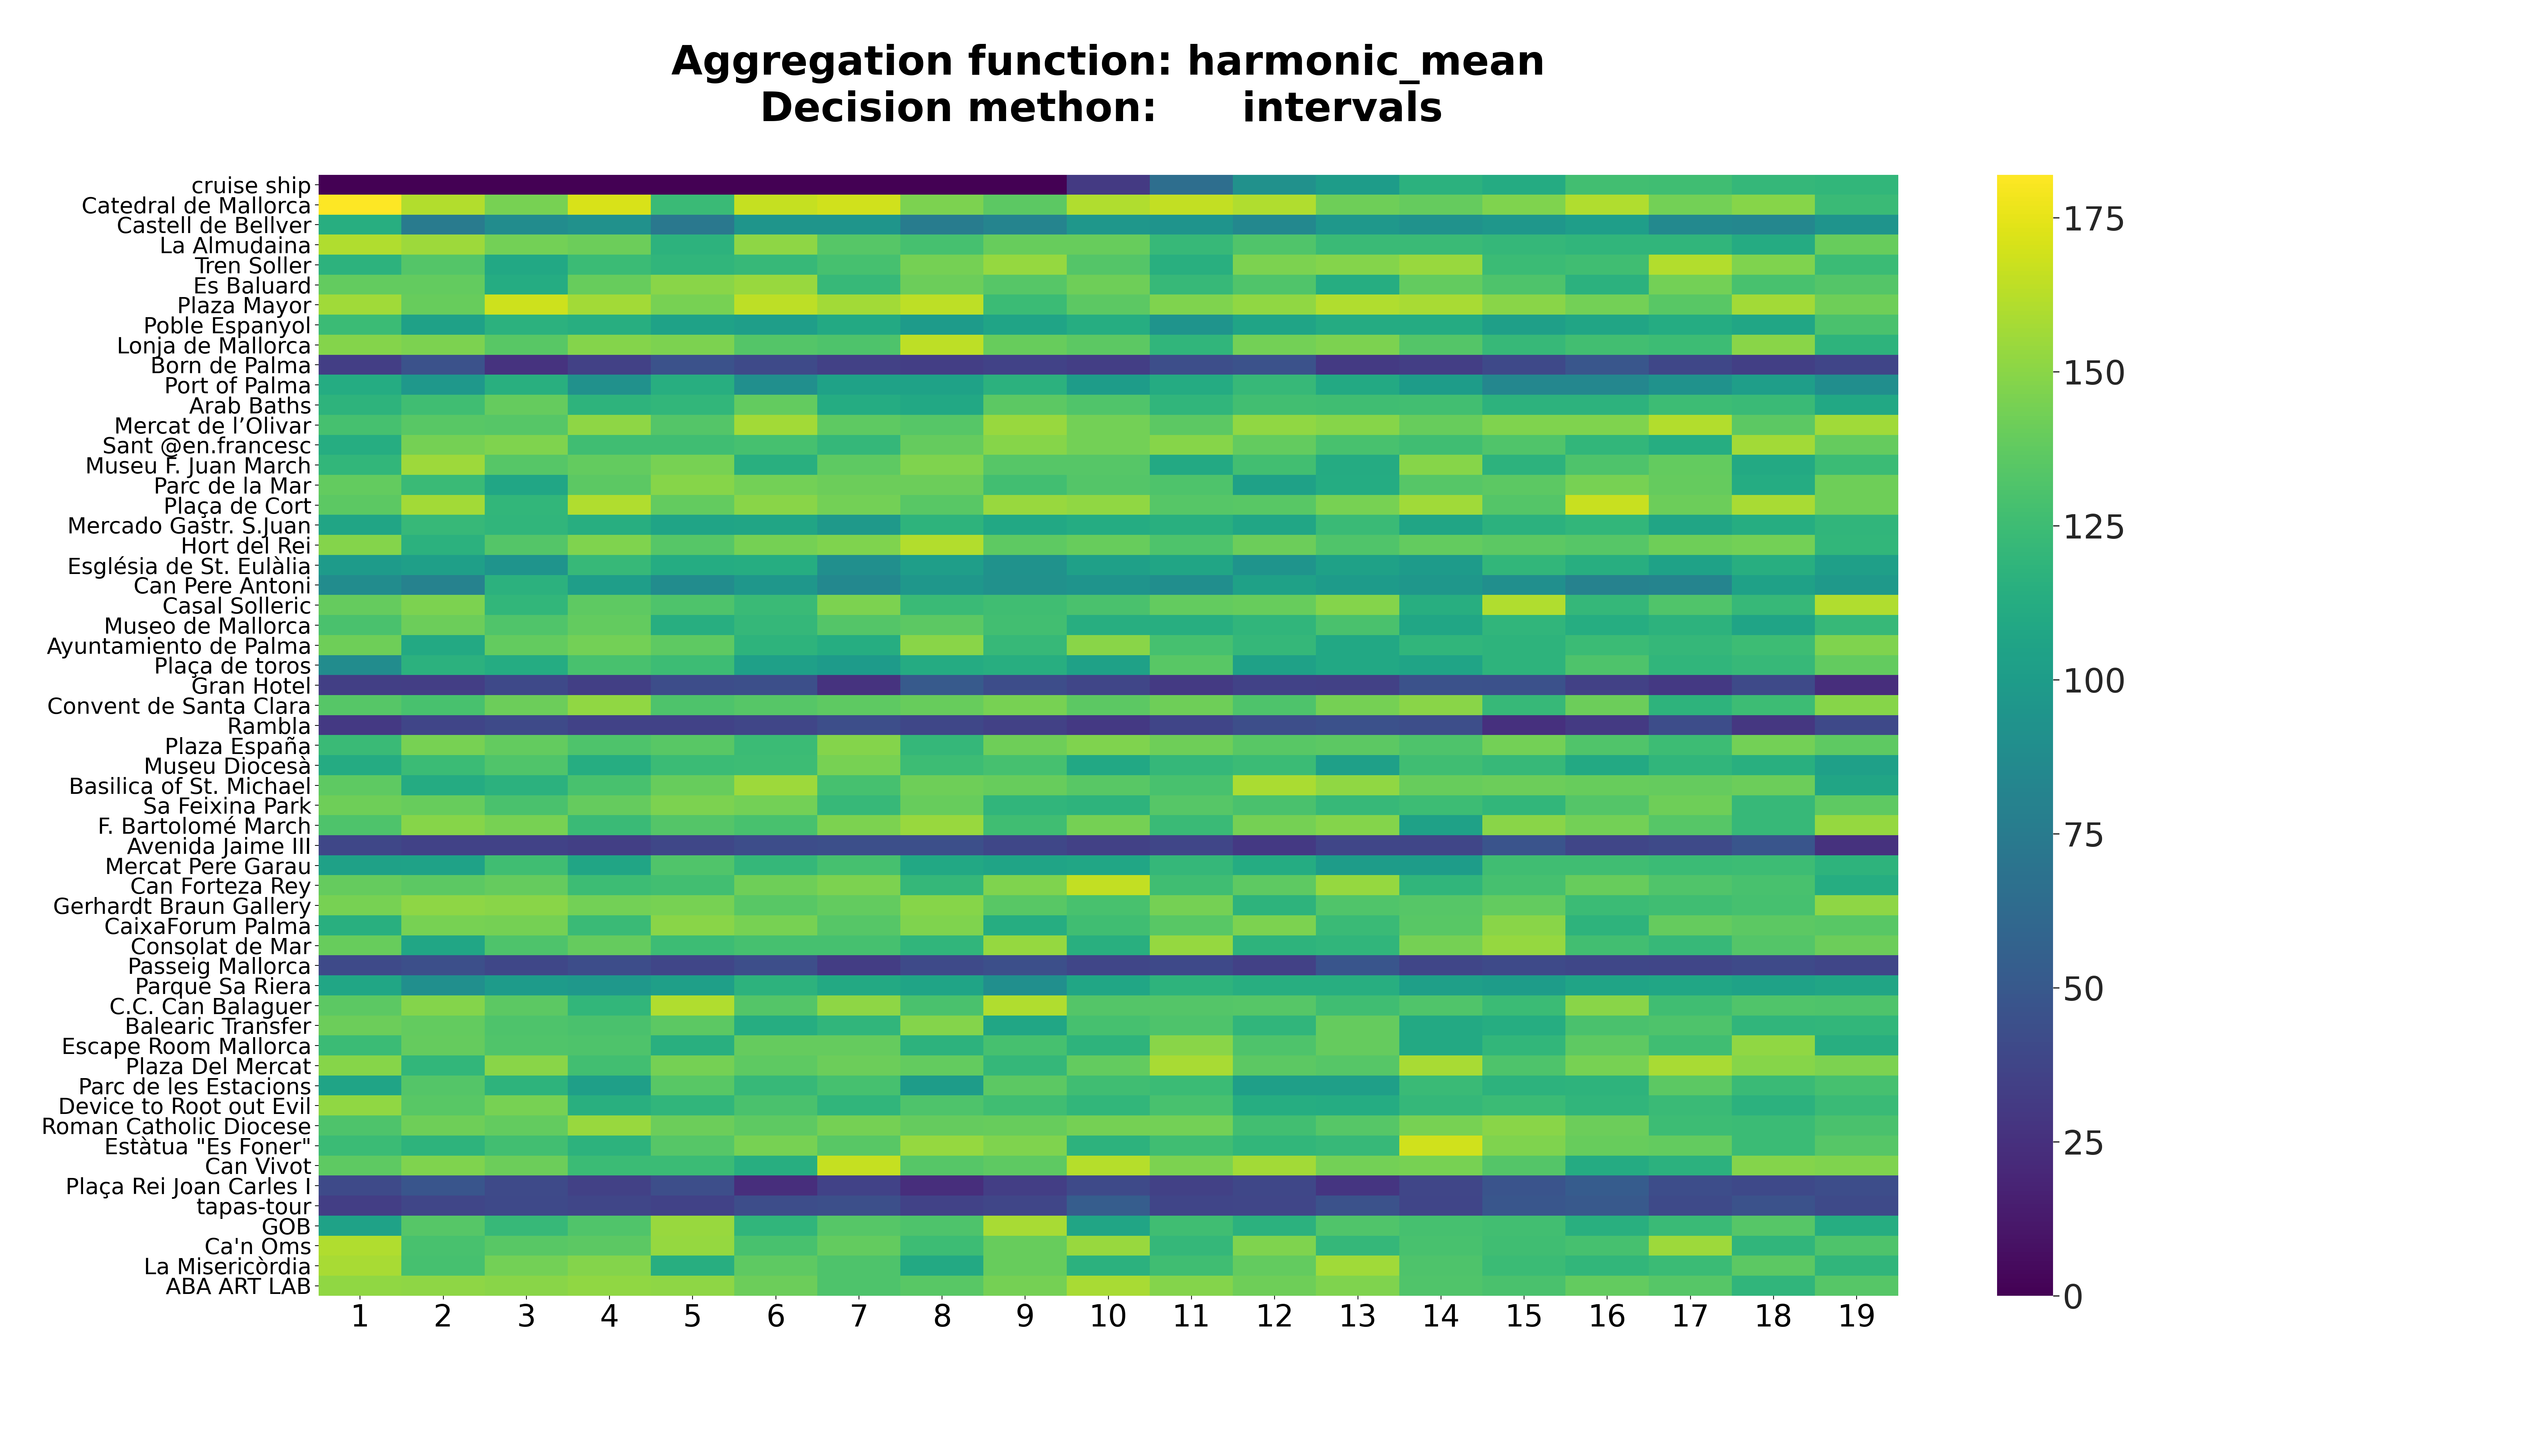 Aggregation function: harmonic_mean
Decision methon: intervals
cruise ship
Catedral de Mallorca
Castell de Bellver
La Almudaina
Tren Soller
Es Baluard
Plaza Mayor
Poble Espanyol
Lonja de Mallorca
Born de Palma
Port of Palma
Arab Baths
Mercat de l’Olivar
Sant @en.francesc
Museu F. Juan March
Parc de la Mar
Plaça de Cort
Mercado Gastr. S.Juan
Hort del Rei
Església de St. Eulàlia
Can Pere Antoni
Casal Solleric
Museo de Mallorca
Ayuntamiento de Palma
Plaça de toros
Gran Hotel
Convent de Santa Clara
Rambla
Plaza España
Museu Diocesà
Basilica of St. Michael
Sa Feixina Park
F. Bartolomé March
Avenida Jaime III
Mercat Pere Garau
Can Forteza Rey
Gerhardt Braun Gallery
CaixaForum Palma
Consolat de Mar
Passeig Mallorca
Parque Sa Riera
C.C. Can Balaguer
Balearic Transfer
Escape Room Mallorca
Plaza Del Mercat
Parc de les Estacions
Device to Root out Evil
Roman Catholic Diocese
Estàtua "Es Foner"
Can Vivot
Plaça Rei Joan Carles I
tapas-tour
GOB
Ca'n Oms
La Misericòrdia
ABA ART LAB
1 2 3 4 5 6 7 8 9 10 11 12 13 14 15 16 17 18 19
175
150
125
100
75
50
25
0